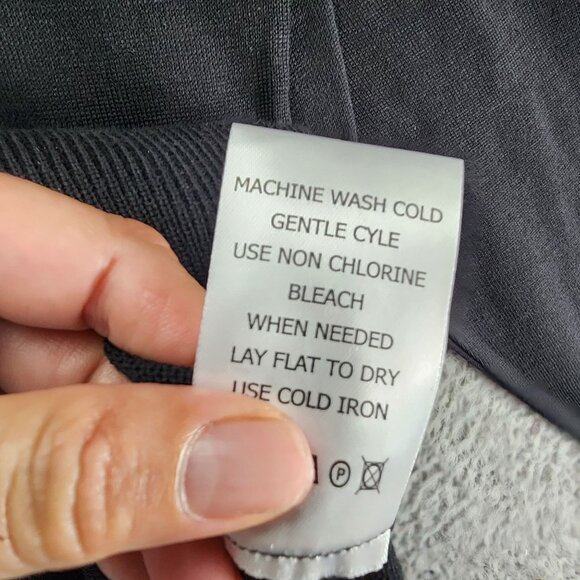 MACHINE WASH COLD
GENTLE CYLE
USE NON CHLORINE
BLEACH
WHEN NEEDED
LAY FLAT TO DRY
USE COLD IRON
P